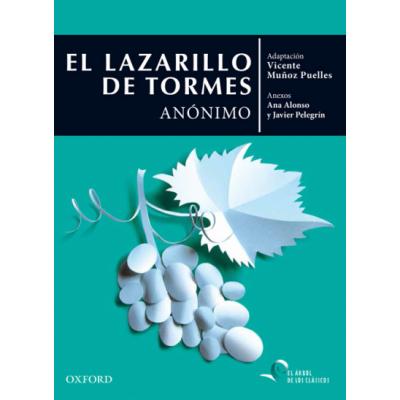 EL LAZARILLO
DE TORMES
ANÓNIMO
Adaptación
Vicente
Muñoz Puelles
Anexos
Ana Alonso
y Javier Pelegrín
OXFORD
EL ÁRBOL
DE LOS CLÁSICOS